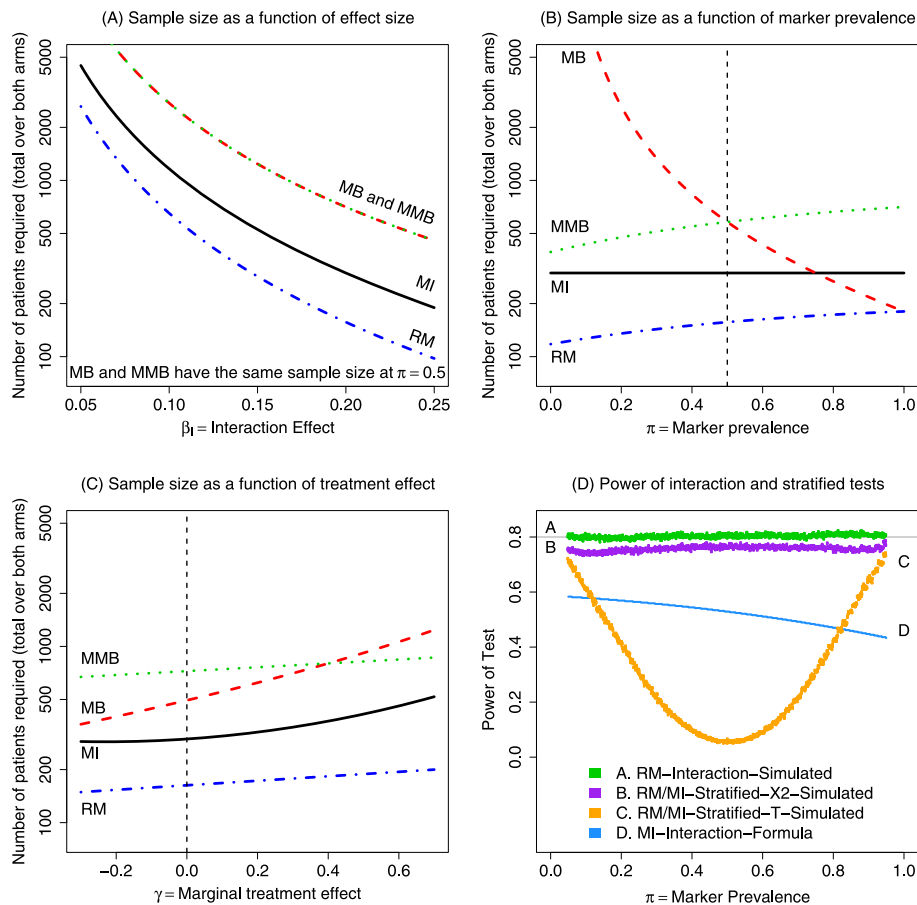 (A) Sample size as a function of effect size
Number of patients required (total over both arms)
5000
2000
1000
500
200
100
MB and MMB
MI
RM
MB and MMB have the same sample size at π = 0.5
0.05 0.10 0.15 0.20 0.25
βI = Interaction Effect
(B) Sample size as a function of marker prevalence
Number of patients required (total over both arms)
5000
2000
1000
500
200
100
MB
MMB
MI
RM
0.0 0.2 0.4 0.6 0.8 1.0
π = Marker prevalence
(C) Sample size as a function of treatment effect
Number of patients required (total over both arms)
5000
2000
1000
500
200
100
MMB
MB
MI
RM
−0.2 0.0 0.2 0.4 0.6
γ = Marginal treatment effect
(D) Power of interaction and stratified tests
Power of Test
0.8
0.6
0.4
0.2
0.0
A
B
C
D
A. RM−Interaction−Simulated
B. RM/MI−Stratified−X2−Simulated
C. RM/MI−Stratified−T−Simulated
D. MI−Interaction−Formula
0.0 0.2 0.4 0.6 0.8 1.0
π = Marker Prevalence